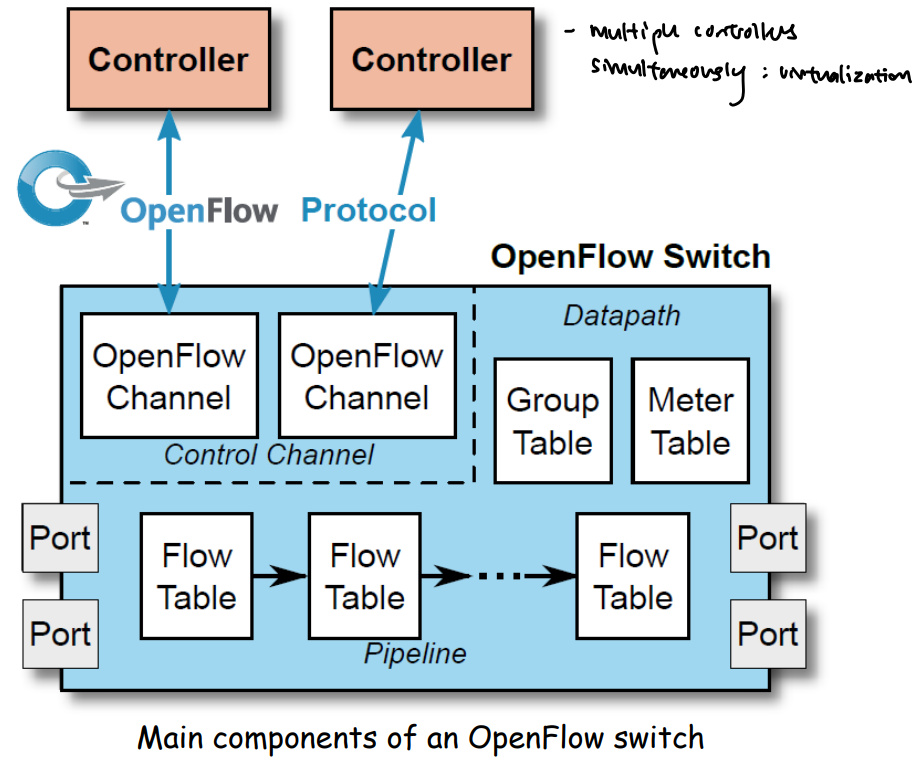 Controller
Controller
- multiple controllers
simultaneously : virtualization
OpenFlow Protocol
TM
OpenFlow Switch
Datapath
OpenFlow
Channel
OpenFlow
Channel
Control Channel
Group
Table
Meter
Table
Port
Port
Port
Port
Flow
Table
Flow
Table
Flow
Table
Pipeline
Main components of an OpenFlow switch